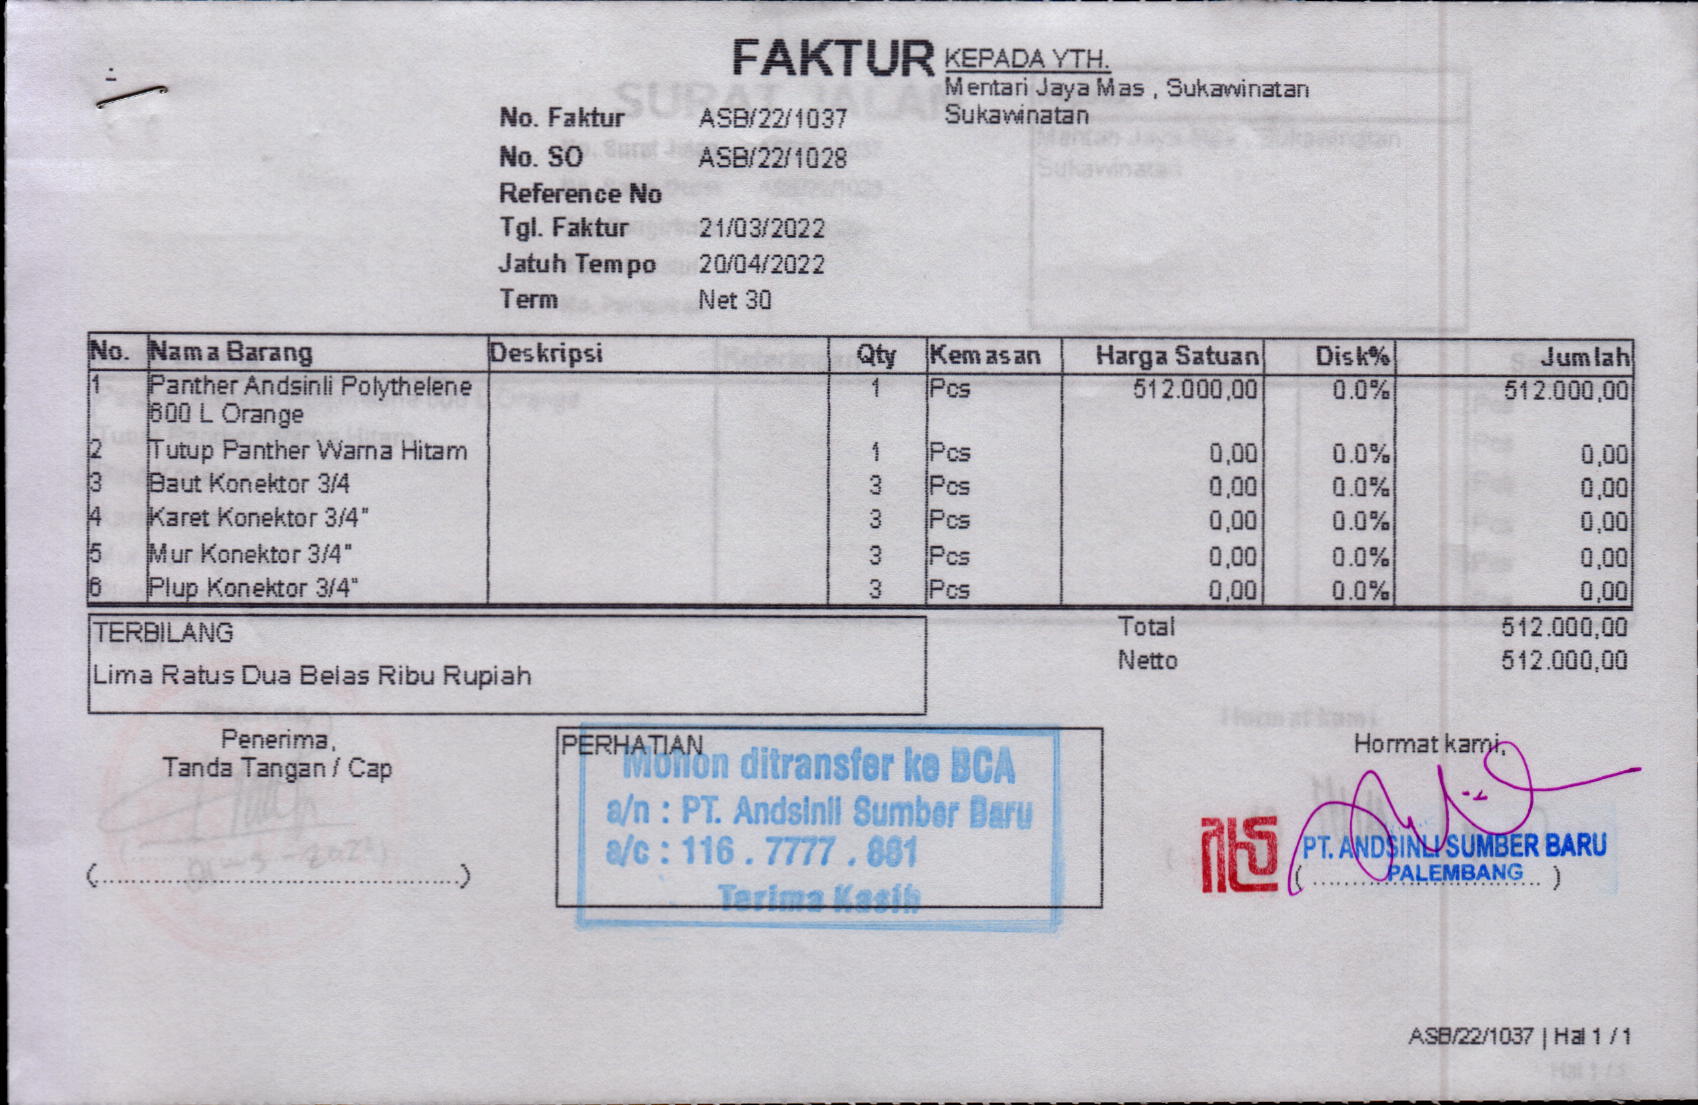 FAKTUR
KEPADA YTH.
Mentari Jaya Mas , Sukawinatan
Sukawinatan
No. Faktur ASB/22/1037
No. SO ASB/22/1028
Reference No
Tgl. Faktur 21/03/2022
Jatuh Tempo 20/04/2022
Term Net 30
No. Nama Barang Deskripsi Qty Kemasan Harga Satuan Disk% Jumlah
1 Panther Andsinli Polythelene 1 Pcs 512.000,00 0.0% 512.000,00
600 L Orange
2 Tutup Panther Warna Hitam 1 Pcs 0,00 0.0% 0,00
3 Baut Konektor 3/4 3 Pcs 0,00 0.0% 0,00
4 Karet Konektor 3/4" 3 Pcs 0,00 0.0% 0,00
5 Mur Konektor 3/4" 3 Pcs 0,00 0.0% 0,00
6 Plup Konektor 3/4" 3 Pcs 0,00 0.0% 0,00
TERBILANG
Lima Ratus Dua Belas Ribu Rupiah
Total 512.000,00
Netto 512.000,00
Penerima,
Tanda Tangan / Cap
(................................................)
PERHATIAN
Mohon ditransfer ke BCA
a/n : PT. Andsinli Sumber Baru
a/c : 116 . 7777 . 881
Terima Kasih
Hormat kami,
PT. ANDSINLI SUMBER BARU
PALEMBANG
ASB/22/1037 | Hal 1 / 1